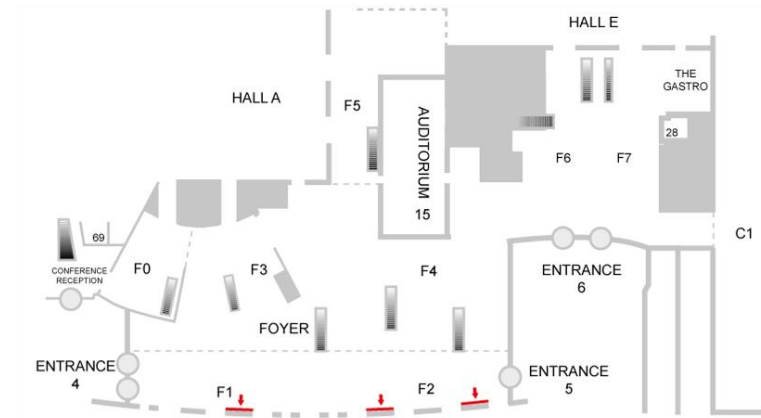 HALL E
THE
GASTRO
HALL A
F5
AUDITORIUM
15
28
F6
F7
69
C1
CONFERENCE
RECEPTION
F0
F3
F4
ENTRANCE
6
FOYER
ENTRANCE
4
ENTRANCE
5
F1
F2